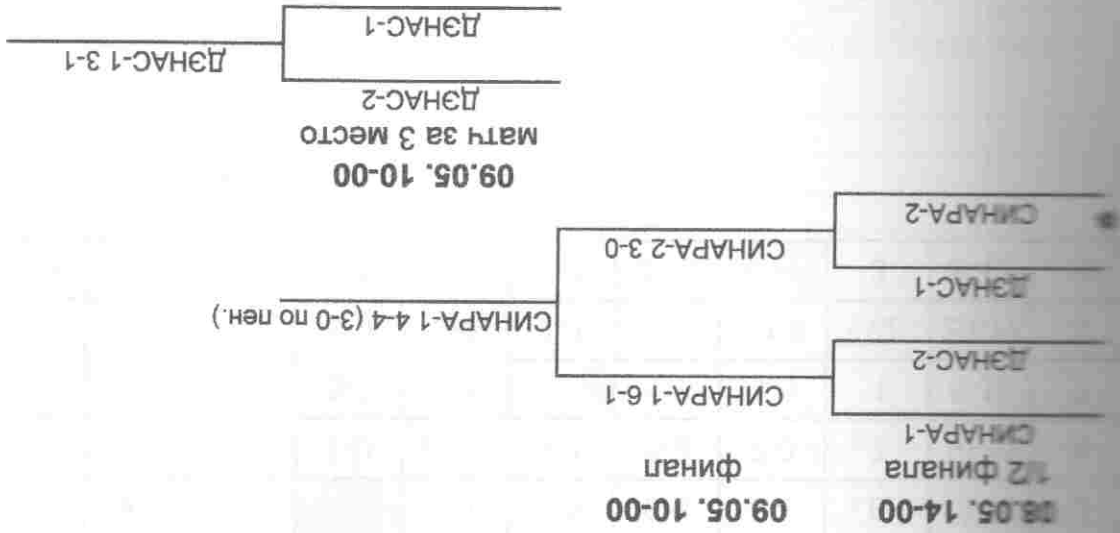 08.05. 14-00
1/2 финала
СИНАРА-1
ДЭНАС-2
ДЭНАС-1
СИНАРА-2
09.05. 10-00
финал
СИНАРА-1 6-1
СИНАРА-2 3-0
СИНАРА-1 4-4 (3-0 по пен.)
09.05. 10-00
матч за 3 место
ДЭНАС-2
ДЭНАС-1
ДЭНАС-1 3-1